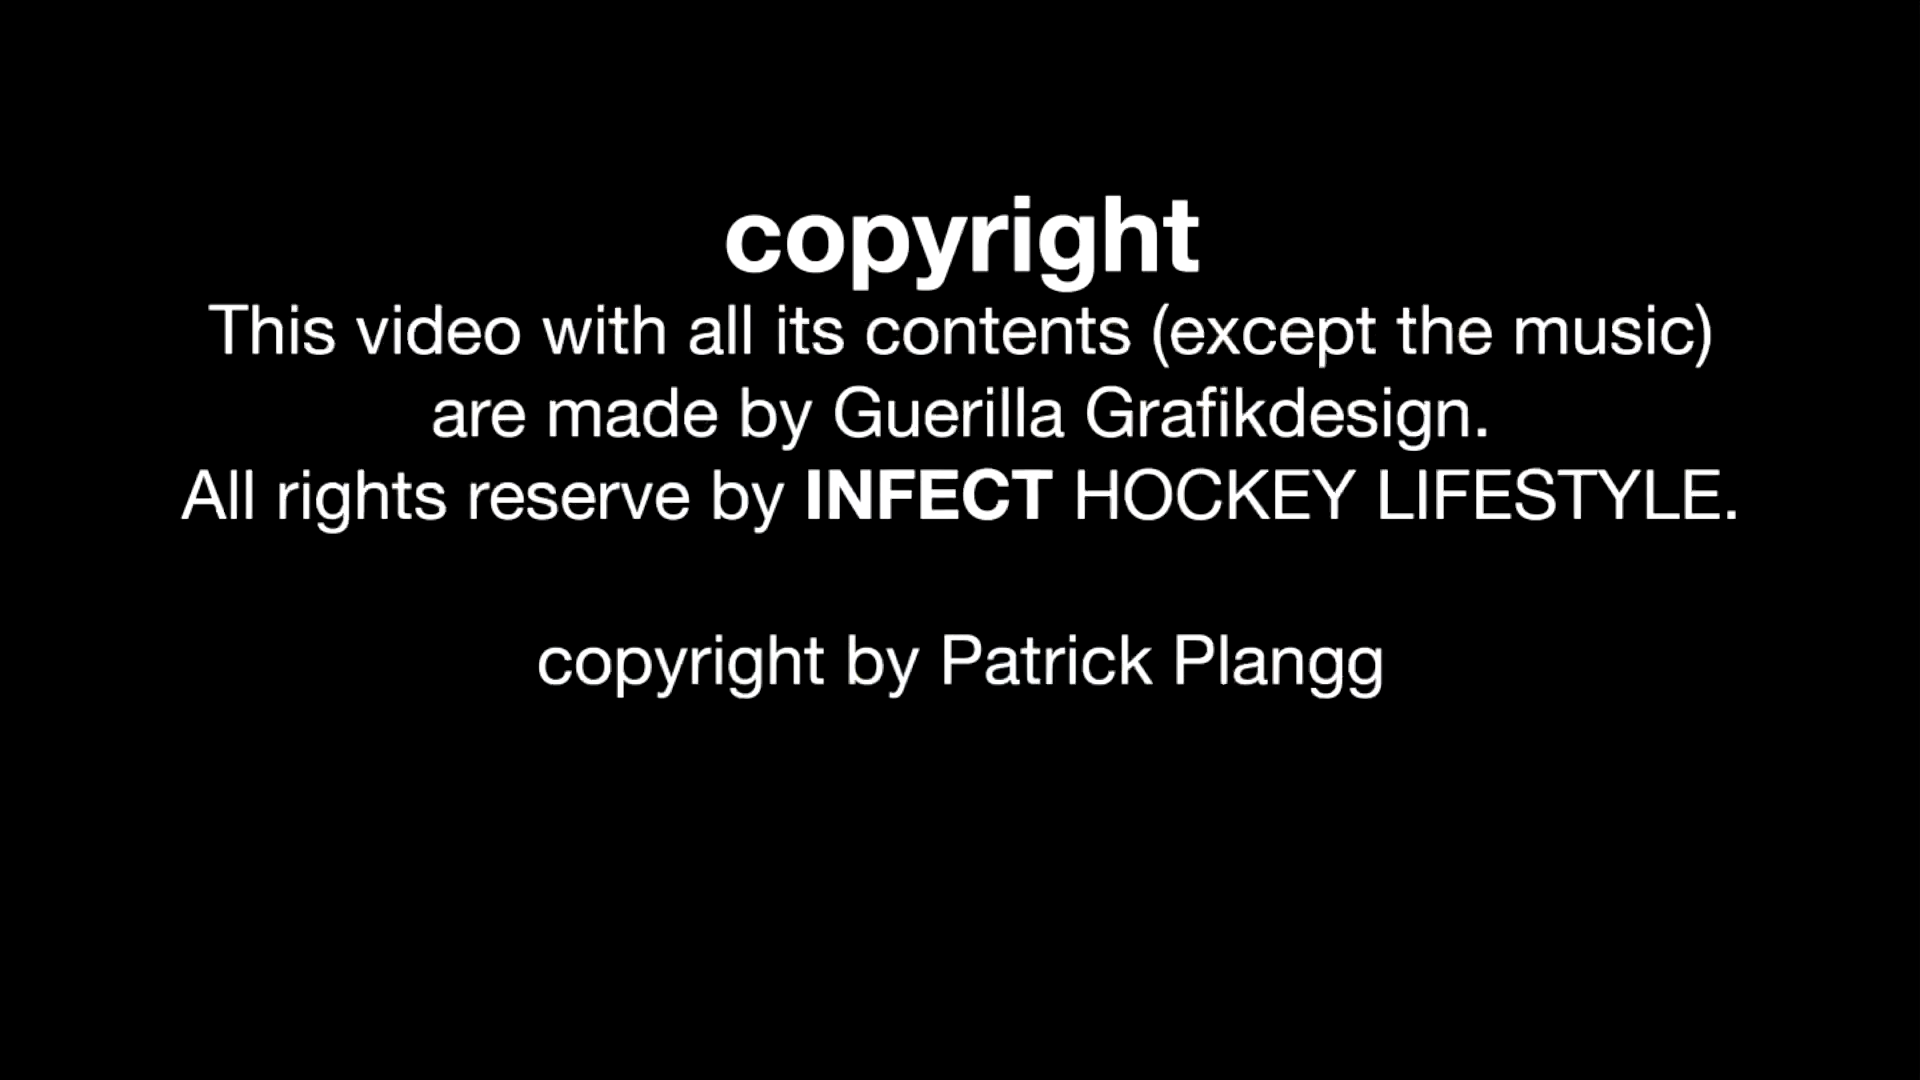 copyright
This video with all its contents (except the music)
are made by Guerilla Grafikdesign.
All rights reserve by INFECT HOCKEY LIFESTYLE.
copyright by Patrick Plangg